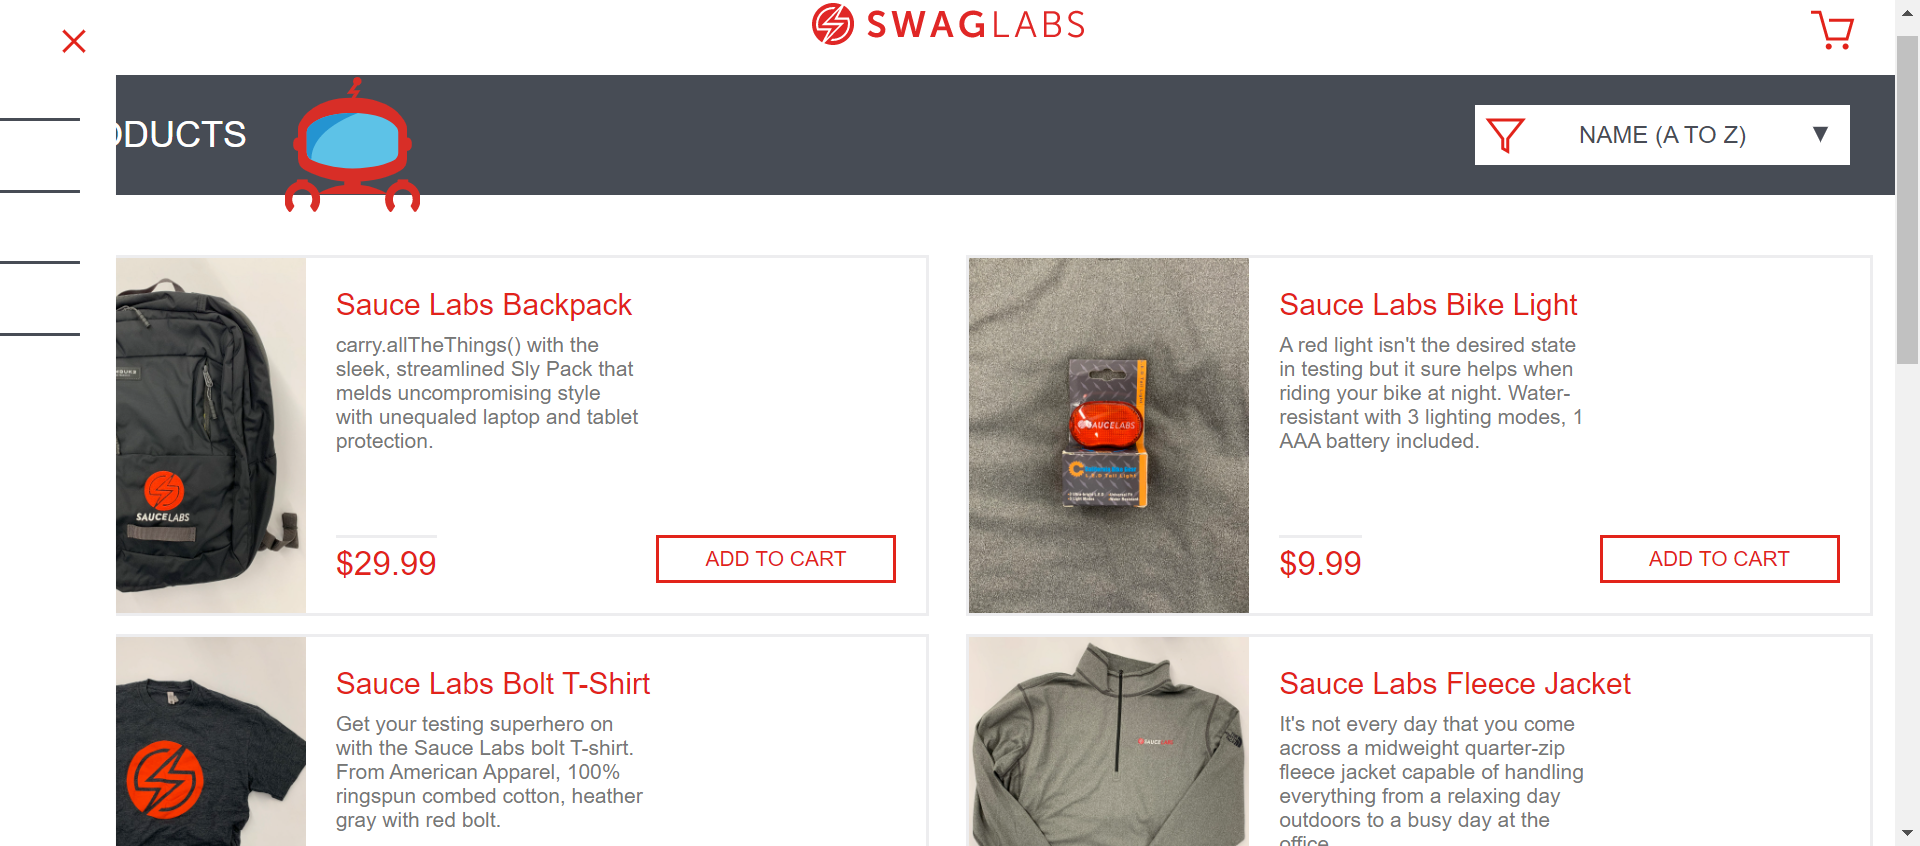 SWAGLABS
ODUCTS
NAME (A TO Z)
Sauce Labs Backpack
carry.allTheThings() with the
sleek, streamlined Sly Pack that
melds uncompromising style
with unequaled laptop and tablet
protection.
$29.99
ADD TO CART
SAUCELABS
Sauce Labs Bike Light
A red light isn't the desired state
in testing but it sure helps when
riding your bike at night. Water-
resistant with 3 lighting modes, 1
AAA battery included.
$9.99
ADD TO CART
SAUCELABS
L.E.D Tail Light
Sauce Labs Bolt T-Shirt
Get your testing superhero on
with the Sauce Labs bolt T-shirt.
From American Apparel, 100%
ringspun combed cotton, heather
gray with red bolt.
Sauce Labs Fleece Jacket
It's not every day that you come
across a midweight quarter-zip
fleece jacket capable of handling
everything from a relaxing day
outdoors to a busy day at the
office
SAUCELABS